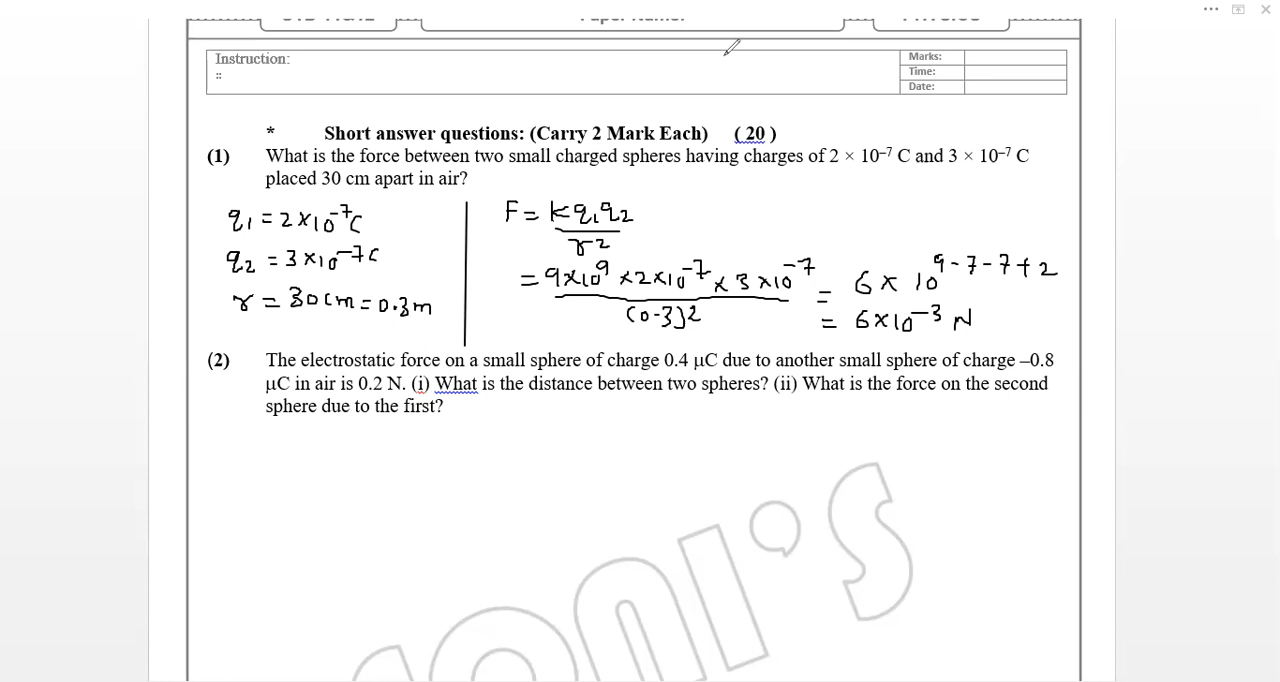 Paper Name:
Instruction:
::
Marks:
Time:
Date:
* Short answer questions: (Carry 2 Mark Each) ( 20 )
(1) What is the force between two small charged spheres having charges of 2 × 10⁻⁷ C and 3 × 10⁻⁷ C
placed 30 cm apart in air?
q₁ = 2×10⁻⁷C
q₂ = 3×10⁻⁷C
r = 30cm = 0.3m
F = kq₁q₂
r²
= 9×10⁹ × 2×10⁻⁷ × 3×10⁻⁷ = 6 × 10⁹⁻⁷⁻⁷⁺²
(0.3)²
= 6×10⁻³ N
(2) The electrostatic force on a small sphere of charge 0.4 μC due to another small sphere of charge –0.8
μC in air is 0.2 N. (i) What is the distance between two spheres? (ii) What is the force on the second
sphere due to the first?
ONI'S